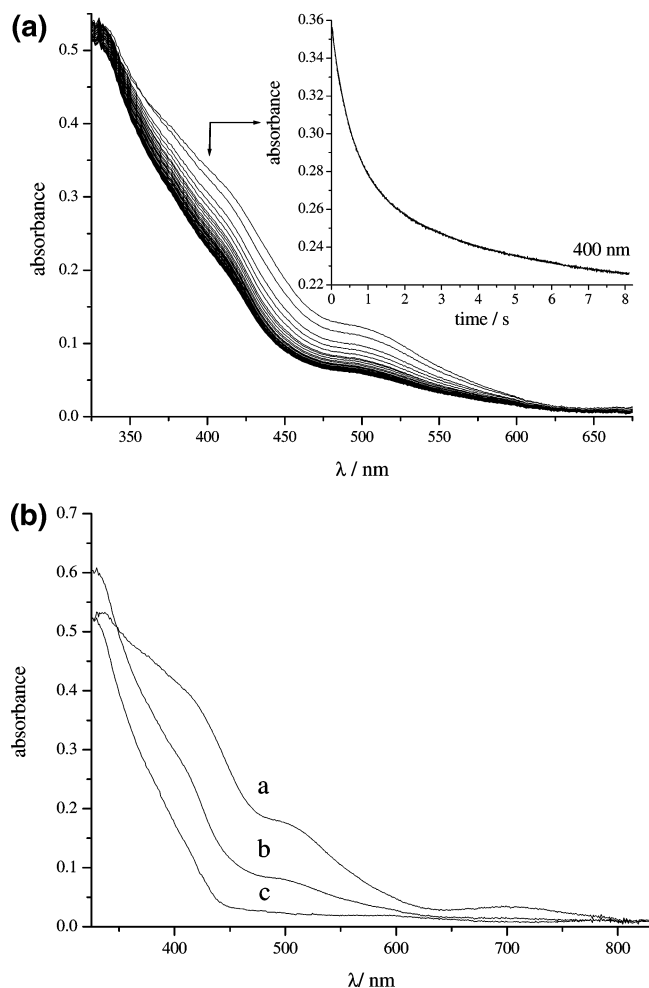 (a)
0.5
0.4
0.3
0.2
0.1
0.0
absorbance
350 400 450 500 550 600 650
λ / nm
0.36
0.34
0.32
0.30
0.28
0.26
0.24
0.22
absorbance
0 1 2 3 4 5 6 7 8
time / s
400 nm
(b)
0.7
0.6
0.5
0.4
0.3
0.2
0.1
0.0
absorbance
a
b
c
400 500 600 700 800
λ/ nm